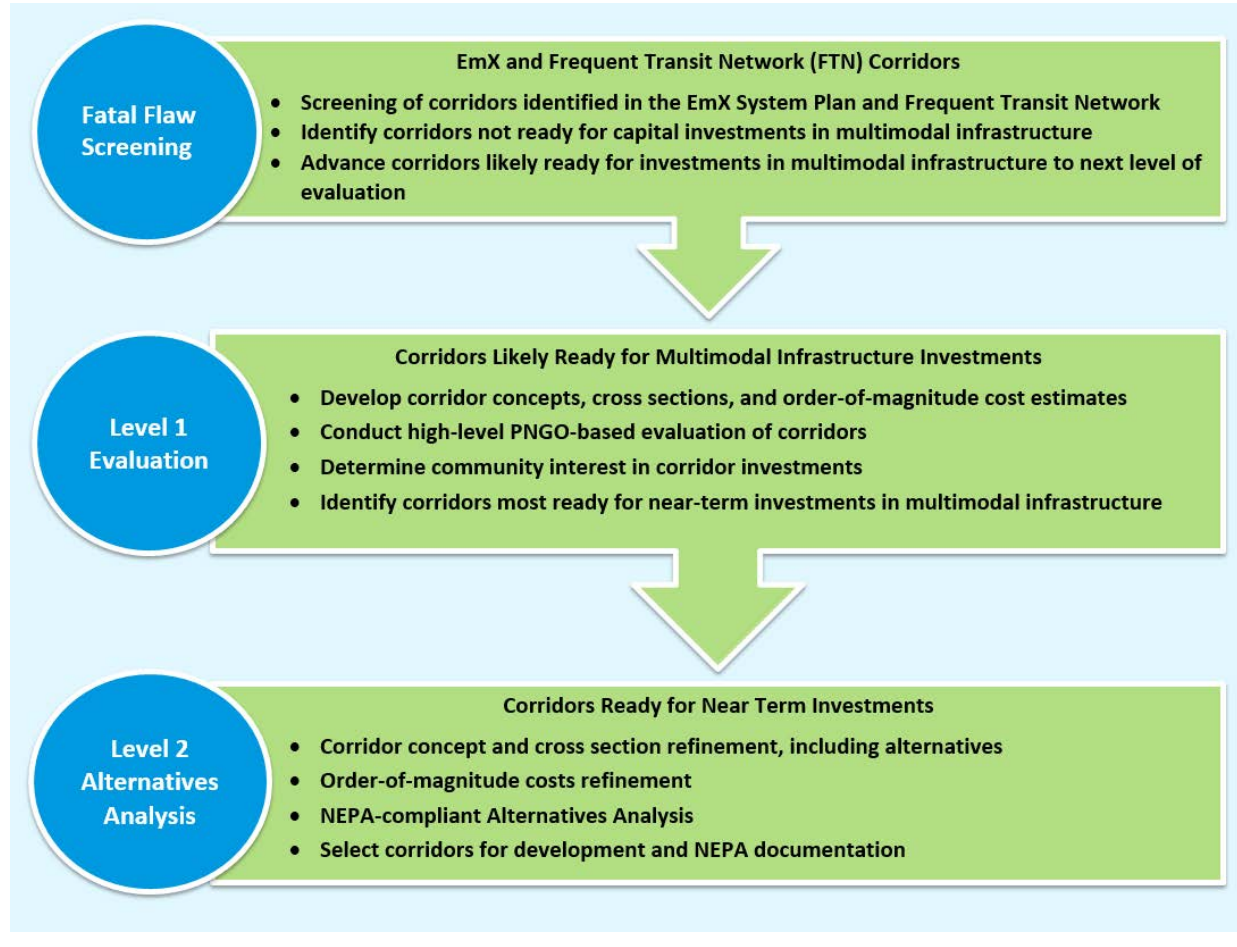 Fatal Flaw
Screening
EmX and Frequent Transit Network (FTN) Corridors
• Screening of corridors identified in the EmX System Plan and Frequent Transit Network
• Identify corridors not ready for capital investments in multimodal infrastructure
• Advance corridors likely ready for investments in multimodal infrastructure to next level of
evaluation
Level 1
Evaluation
Corridors Likely Ready for Multimodal Infrastructure Investments
• Develop corridor concepts, cross sections, and order-of-magnitude cost estimates
• Conduct high-level PNGO-based evaluation of corridors
• Determine community interest in corridor investments
• Identify corridors most ready for near-term investments in multimodal infrastructure
Level 2
Alternatives
Analysis
Corridors Ready for Near Term Investments
• Corridor concept and cross section refinement, including alternatives
• Order-of-magnitude costs refinement
• NEPA-compliant Alternatives Analysis
• Select corridors for development and NEPA documentation